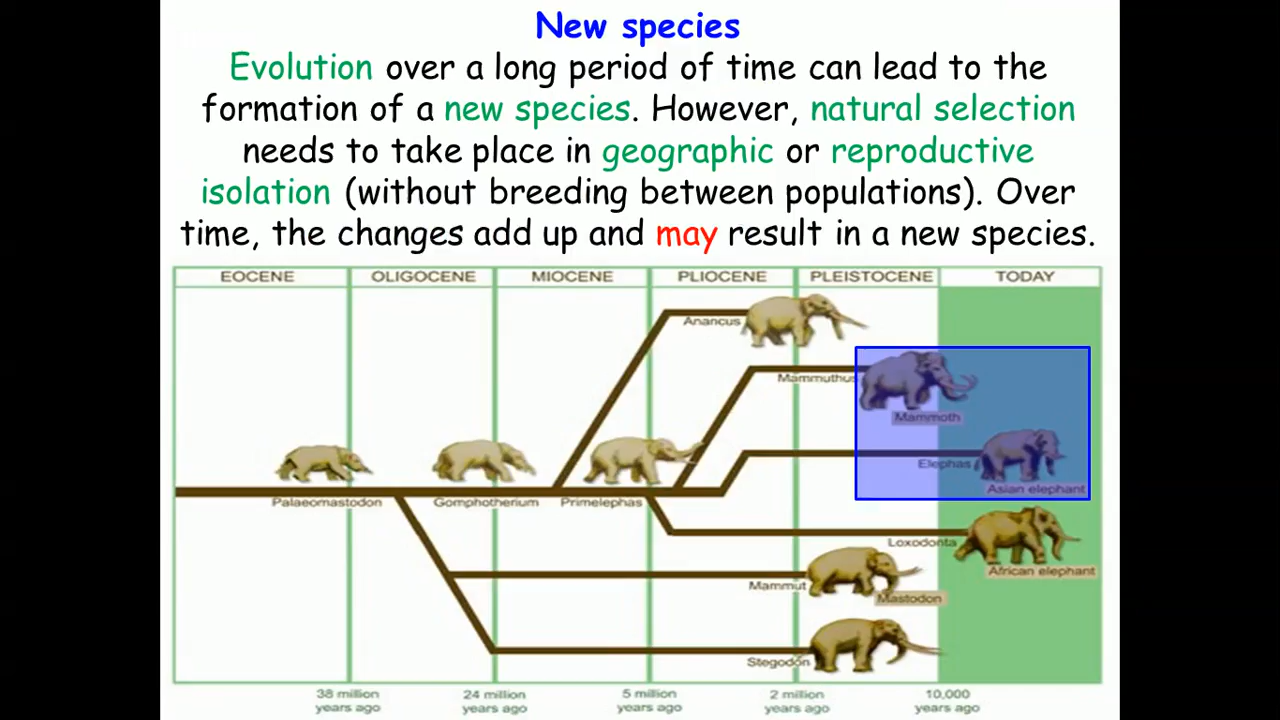 New species
Evolution over a long period of time can lead to the
formation of a new species. However, natural selection
needs to take place in geographic or reproductive
isolation (without breeding between populations). Over
time, the changes add up and may result in a new species.
EOCENE OLIGOCENE MIOCENE PLIOCENE PLEISTOCENE TODAY
Anancus
Mammuthus
Mammoth
Elephas
Asian elephant
Palaeomastodon Gomphotherium Primelephas
Loxodonta
African elephant
Mammut
Mastodon
Stegodon
38 million 24 million 5 million 2 million 10,000
years ago years ago years ago years ago years ago